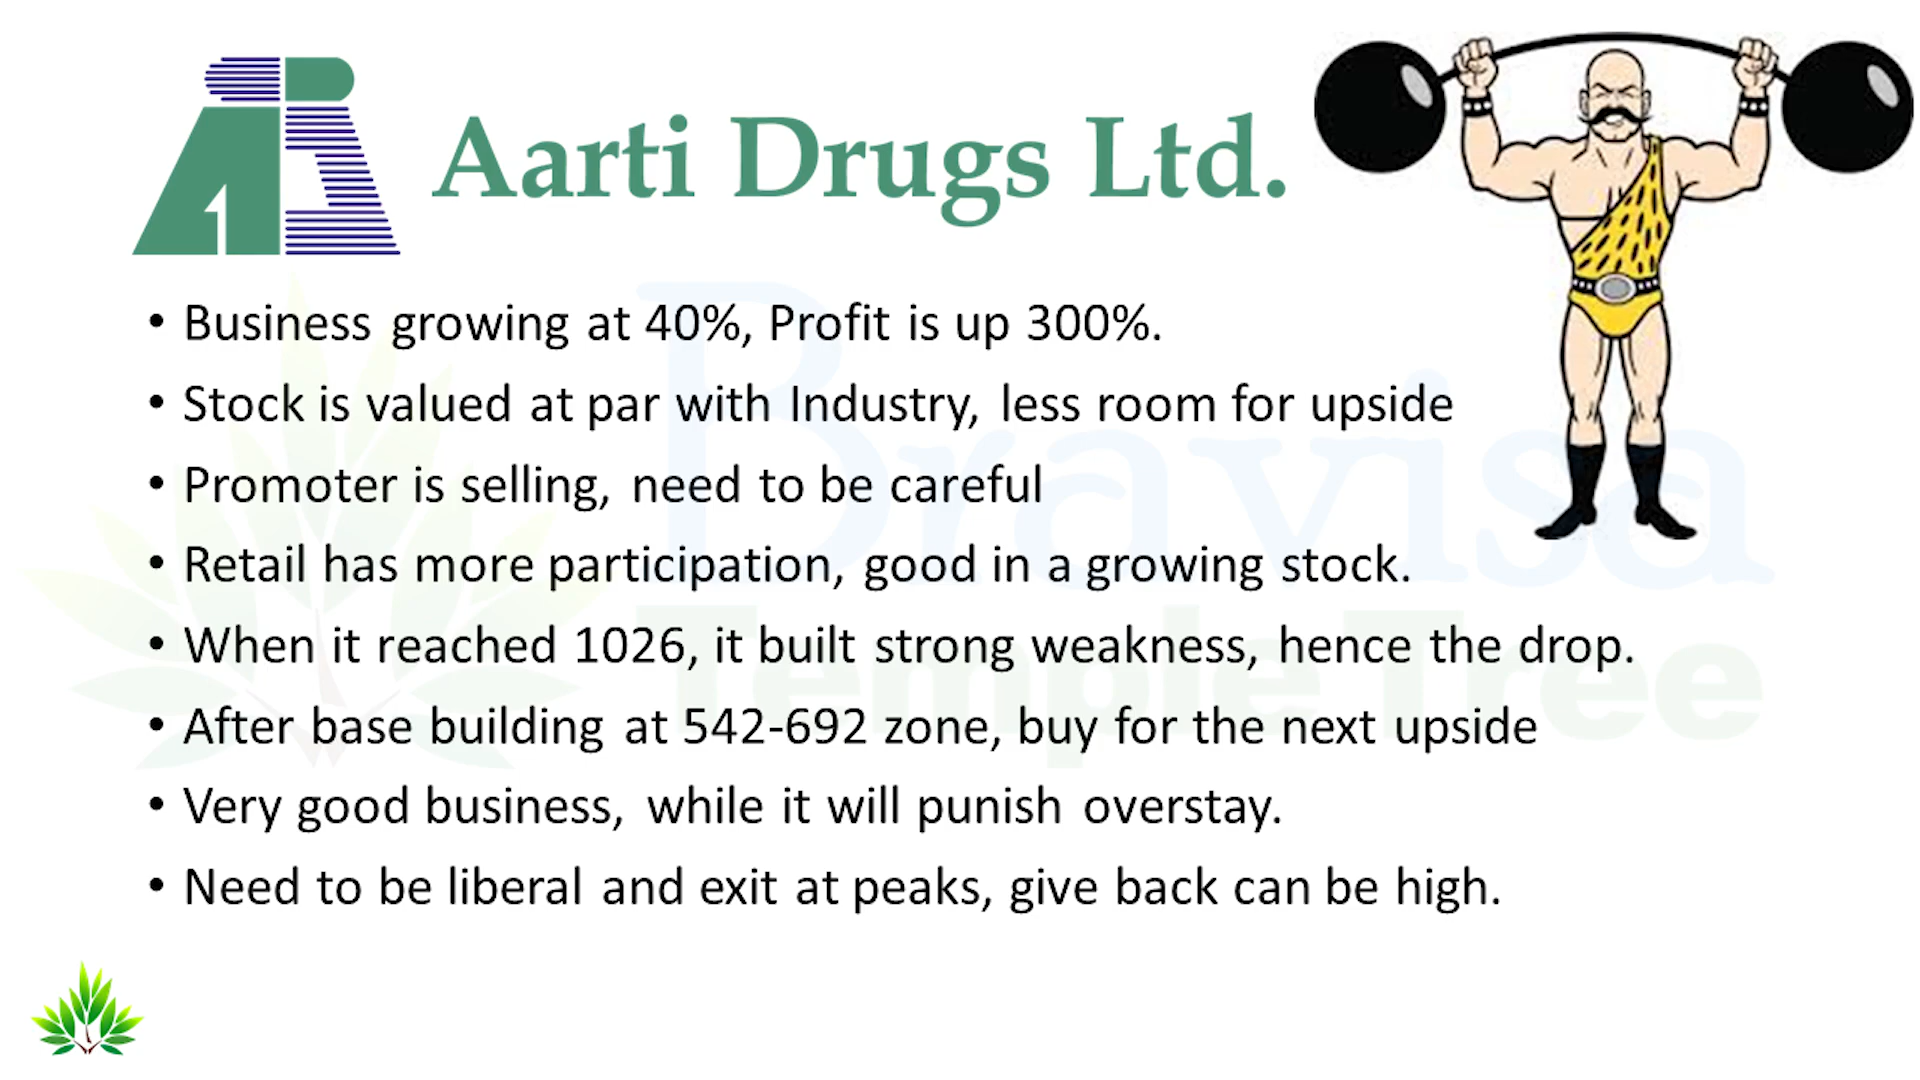 Aarti Drugs Ltd.
• Business growing at 40%, Profit is up 300%.
• Stock is valued at par with Industry, less room for upside
• Promoter is selling, need to be careful
• Retail has more participation, good in a growing stock.
• When it reached 1026, it built strong weakness, hence the drop.
• After base building at 542-692 zone, buy for the next upside
• Very good business, while it will punish overstay.
• Need to be liberal and exit at peaks, give back can be high.
Bravisa
Temple Tree